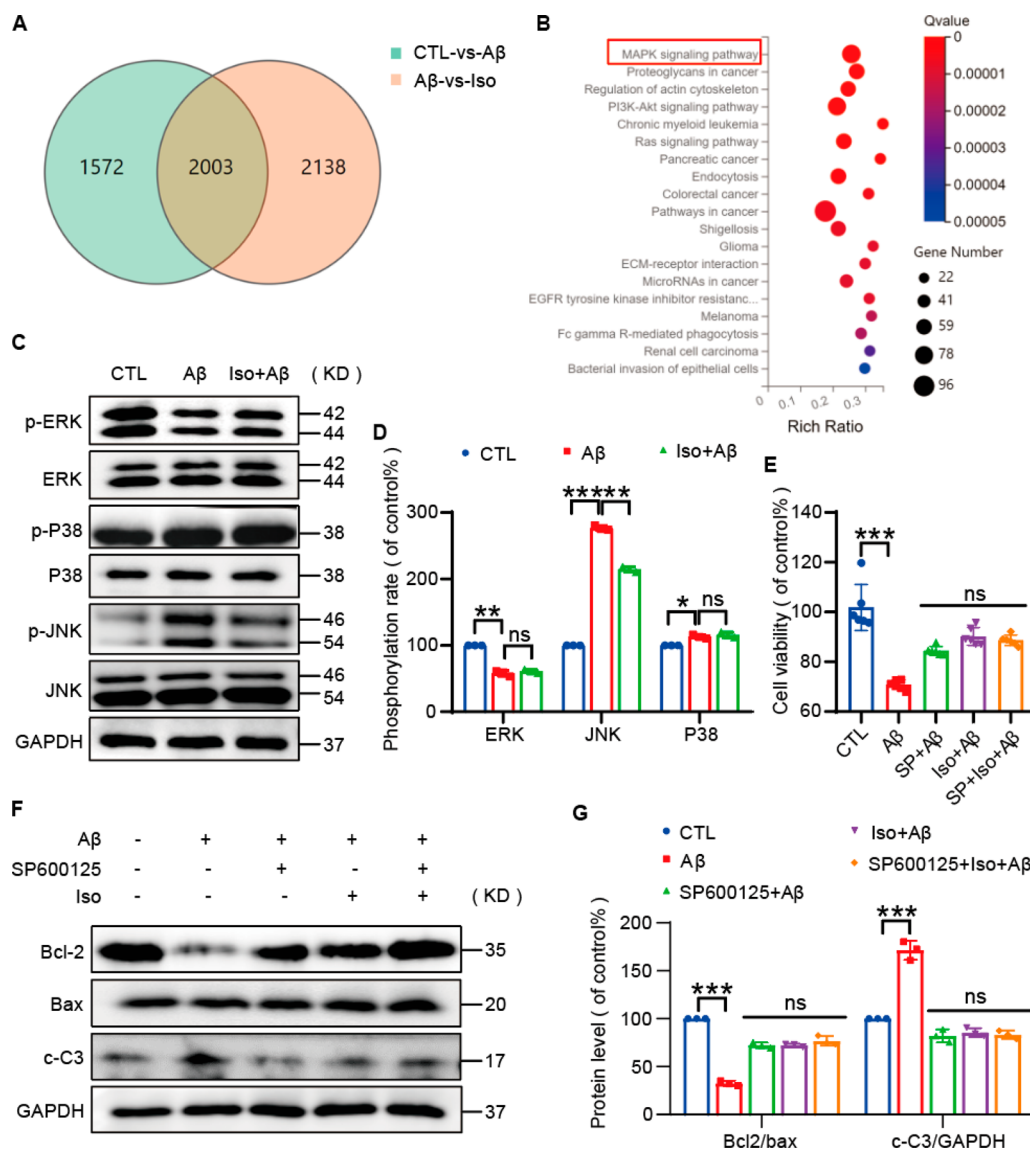 A
CTL-vs-Aβ
Aβ-vs-Iso
1572
2003
2138
B
MAPK signaling pathway
Proteoglycans in cancer
Regulation of actin cytoskeleton
PI3K-Akt signaling pathway
Chronic myeloid leukemia
Ras signaling pathway
Pancreatic cancer
Endocytosis
Colorectal cancer
Pathways in cancer
Shigellosis
Glioma
ECM-receptor interaction
MicroRNAs in cancer
EGFR tyrosine kinase inhibitor resistanc...
Melanoma
Fc gamma R-mediated phagocytosis
Renal cell carcinoma
Bacterial invasion of epithelial cells
0 0.1 0.2 0.3
Rich Ratio
Qvalue
0
0.00001
0.00002
0.00003
0.00004
0.00005
Gene Number
22
41
59
78
96
C
CTL Aβ Iso+Aβ ( KD )
p-ERK 42
44
ERK 42
44
p-P38 38
P38 38
p-JNK 46
54
JNK 46
54
GAPDH 37
D
CTL Aβ Iso+Aβ
Phosphorylation rate ( of control% )
300
200
100
0
** ns
*** ***
* ns
ERK JNK P38
E
Cell viability ( of control% )
120
100
80
60
***
ns
CTL
Aβ
SP+Aβ
Iso+Aβ
SP+Iso+Aβ
F
Aβ - + + + +
SP600125 - - + - +
Iso - - - + + ( KD )
Bcl-2 35
Bax 20
c-C3 17
GAPDH 37
G
CTL
Aβ
SP600125+Aβ
Iso+Aβ
SP600125+Iso+Aβ
Protein level ( of control% )
200
150
100
50
0
***
ns
***
ns
Bcl2/bax c-C3/GAPDH